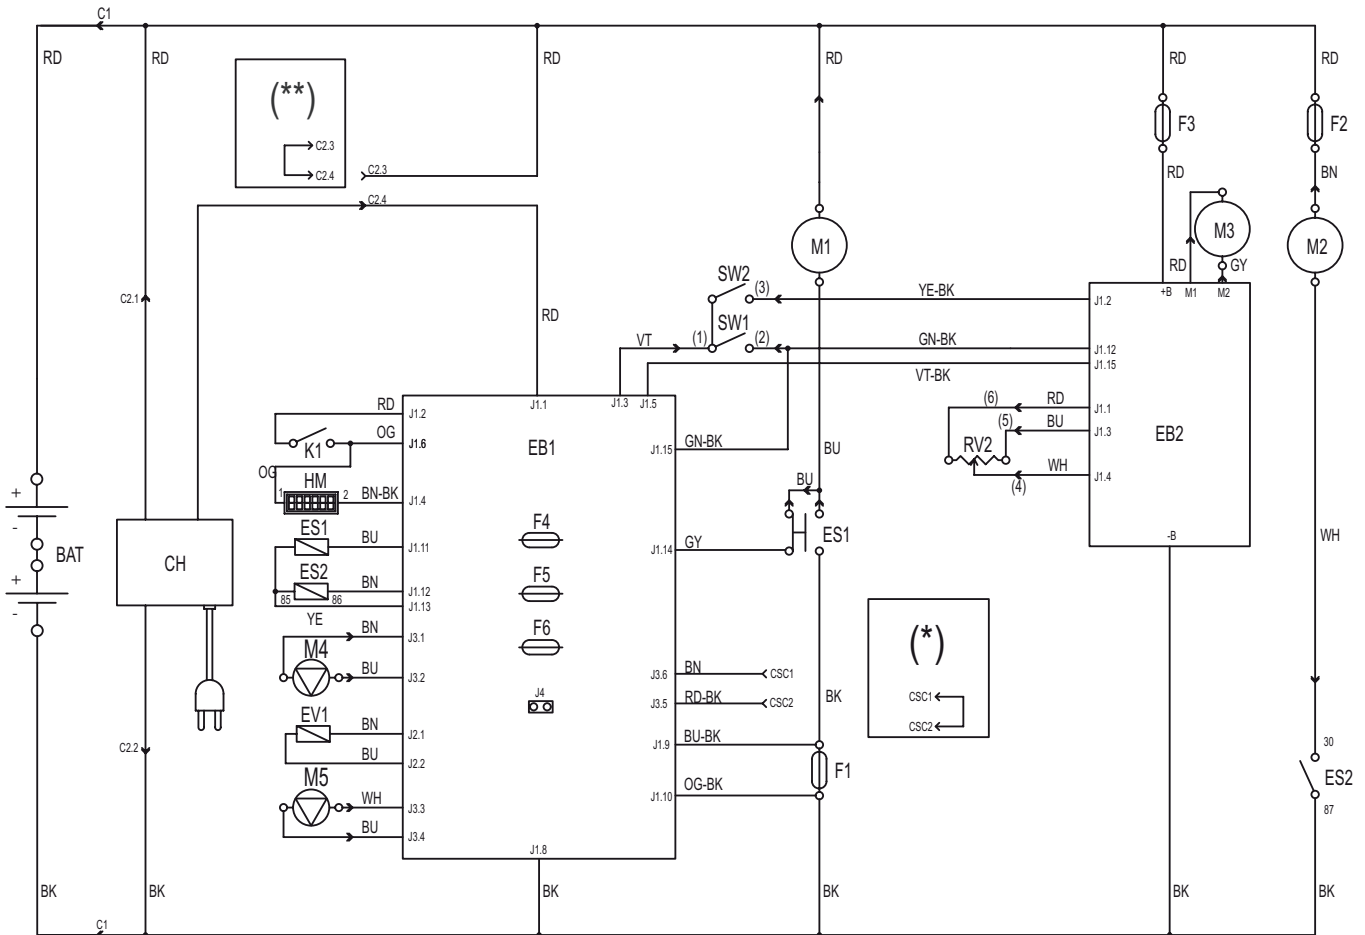 C1
RD RD RD RD RD RD
(**)
C2.3
C2.4
C2.3
C2.4
F3 F2
RD BN
M1 M3 M2
RD GY
SW2 (3) YE-BK
C2.1
RD
+B M1 M2
J1.2
SW1
VT (1) (2) GN-BK
J1.12
J1.15
VT-BK
J1.1 J1.3 J1.5
RD J1.2
(6) RD J1.1
OG J1.6
K1
EB1
GN-BK J1.15
BU
(5) BU J1.3
EB2
RV2
OG HM
1 2 BN-BK J1.4
WH J1.4
(4)
BU
+
-
BAT
+
-
CH
ES1 BU J1.11
F4
GY J1.14
ES1
-B
WH
ES2 BN J1.12
85 86 J1.13
YE
F5
BN J3.1
M4
BU J3.2
F6
(*)
CSC1
CSC2
BN J3.6 CSC1
RD-BK J3.5 CSC2
BK
J4
EV1 BN J2.1
BU J2.2
BU-BK J1.9
F1
OG-BK J1.10
C2.2
M5
WH J3.3
BU J3.4
30
ES2
87
J1.8
BK BK BK BK BK BK
C1